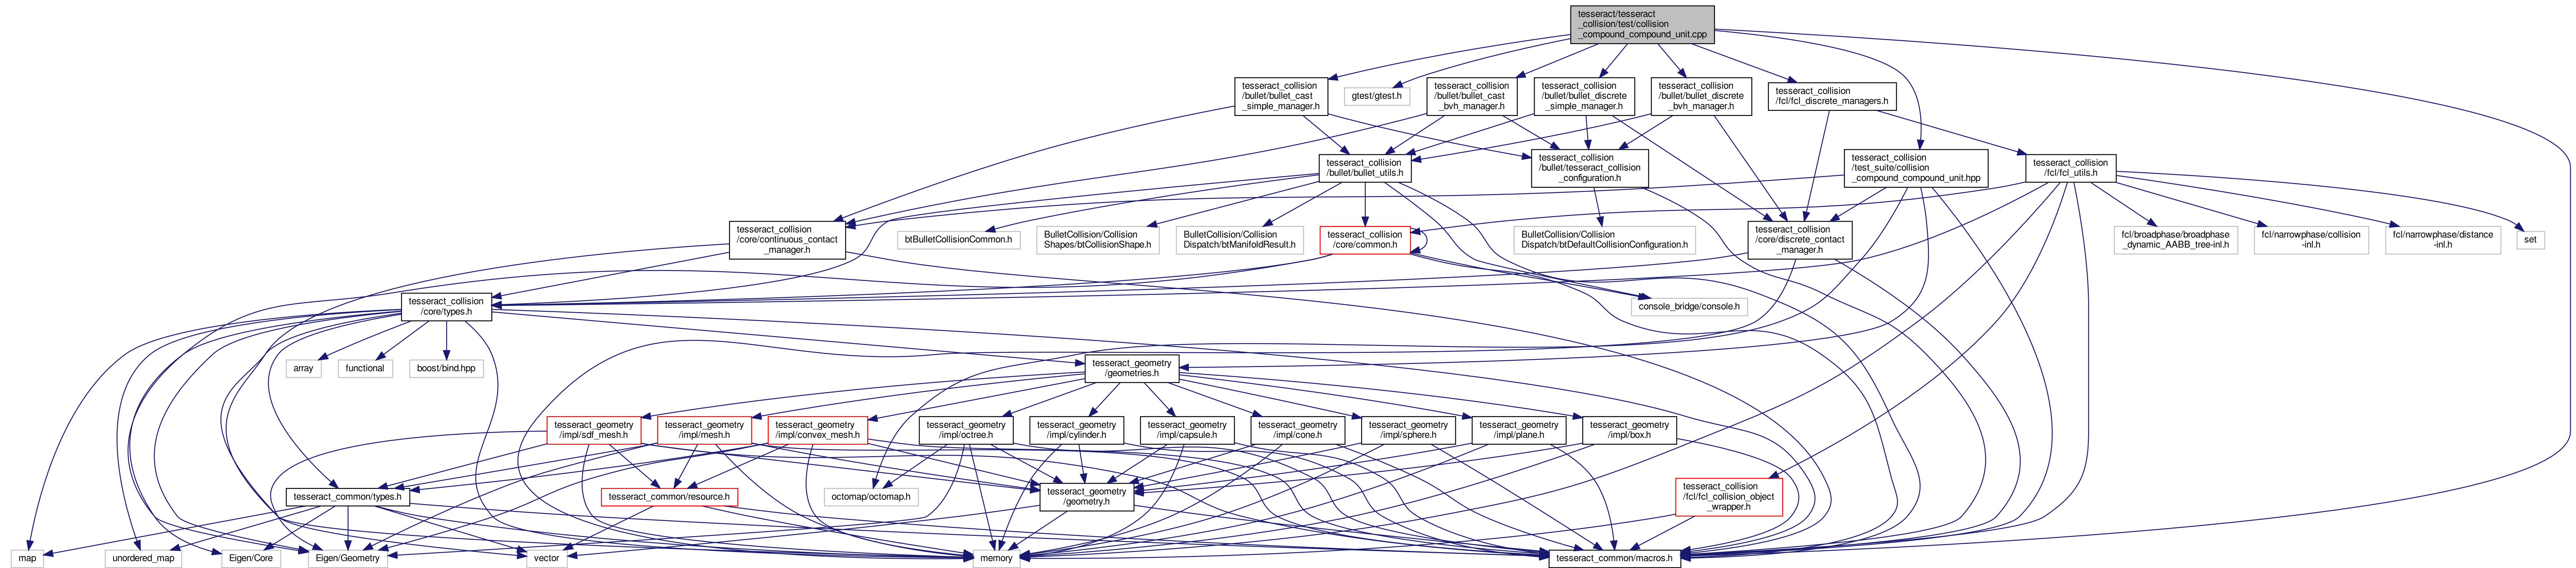 tesseract/tesseract
_collision/test/collision
_compound_compound_unit.cpp
tesseract_collision
/bullet/bullet_cast
_simple_manager.h
gtest/gtest.h
tesseract_collision
/bullet/bullet_cast
_bvh_manager.h
tesseract_collision
/bullet/bullet_discrete
_simple_manager.h
tesseract_collision
/bullet/bullet_discrete
_bvh_manager.h
tesseract_collision
/fcl/fcl_discrete_managers.h
tesseract_collision
/bullet/bullet_utils.h
tesseract_collision
/bullet/tesseract_collision
_configuration.h
tesseract_collision
/test_suite/collision
_compound_compound_unit.hpp
tesseract_collision
/fcl/fcl_utils.h
tesseract_collision
/core/continuous_contact
_manager.h
btBulletCollisionCommon.h
BulletCollision/Collision
Shapes/btCollisionShape.h
BulletCollision/Collision
Dispatch/btManifoldResult.h
tesseract_collision
/core/common.h
BulletCollision/Collision
Dispatch/btDefaultCollisionConfiguration.h
tesseract_collision
/core/discrete_contact
_manager.h
fcl/broadphase/broadphase
_dynamic_AABB_tree-inl.h
fcl/narrowphase/collision
-inl.h
fcl/narrowphase/distance
-inl.h
set
tesseract_collision
/core/types.h
console_bridge/console.h
array
functional
boost/bind.hpp
tesseract_geometry
/geometries.h
tesseract_geometry
/impl/sdf_mesh.h
tesseract_geometry
/impl/mesh.h
tesseract_geometry
/impl/convex_mesh.h
tesseract_geometry
/impl/octree.h
tesseract_geometry
/impl/cylinder.h
tesseract_geometry
/impl/capsule.h
tesseract_geometry
/impl/cone.h
tesseract_geometry
/impl/sphere.h
tesseract_geometry
/impl/plane.h
tesseract_geometry
/impl/box.h
tesseract_common/types.h
tesseract_common/resource.h
octomap/octomap.h
tesseract_geometry
/geometry.h
tesseract_collision
/fcl/fcl_collision_object
_wrapper.h
map
unordered_map
Eigen/Core
Eigen/Geometry
vector
memory
tesseract_common/macros.h